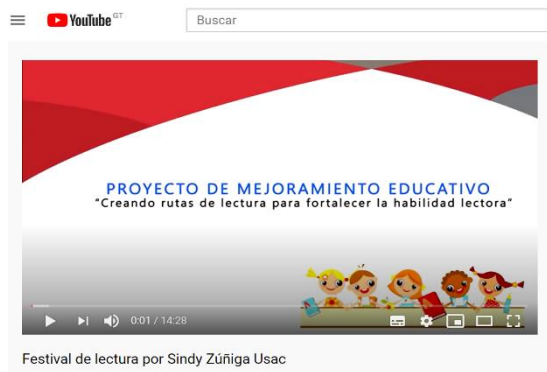 YouTube GT
Buscar
PROYECTO DE MEJORAMIENTO EDUCATIVO
"Creando rutas de lectura para fortalecer la habilidad lectora"
0:01 / 14:28
Festival de lectura por Sindy Zúñiga Usac